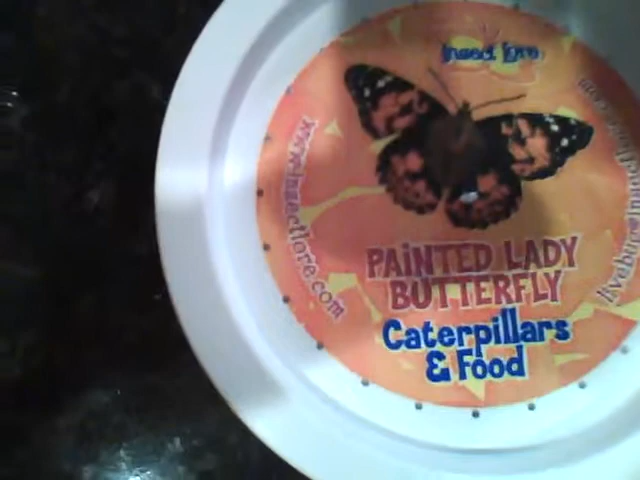 Insect Lore
www.insectlore.com
PAINTED LADY
BUTTERFLY
Caterpillars
& Food